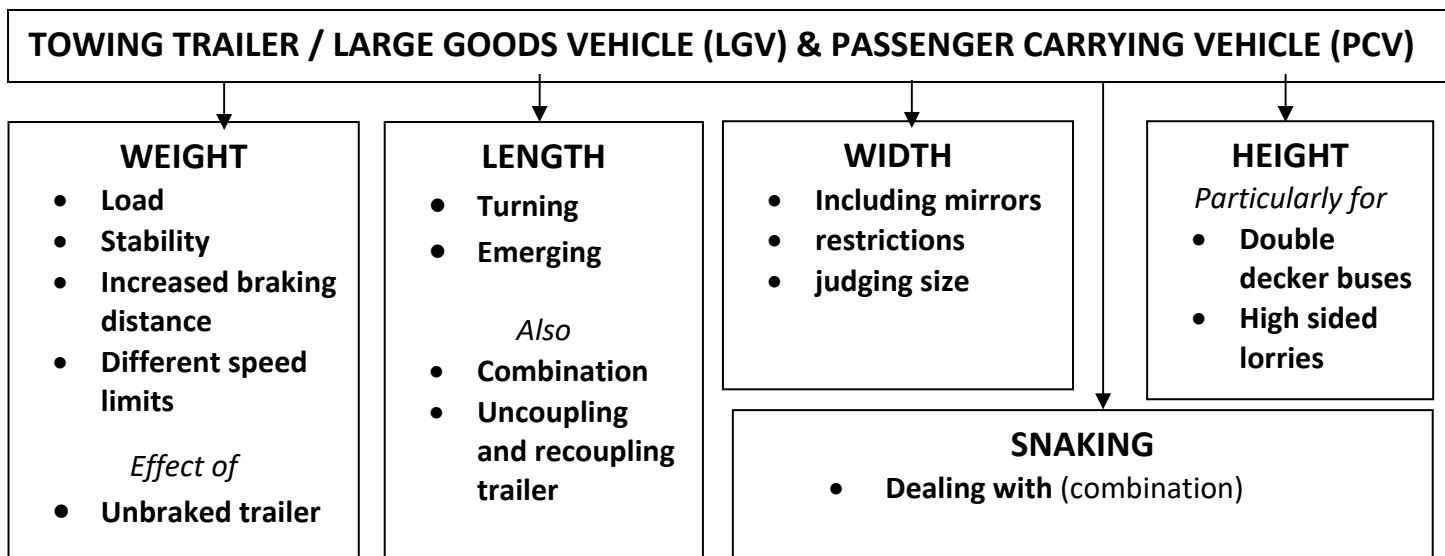 TOWING TRAILER / LARGE GOODS VEHICLE (LGV) & PASSENGER CARRYING VEHICLE (PCV)
WEIGHT
• Load
• Stability
• Increased braking
distance
• Different speed
limits
Effect of
• Unbraked trailer
LENGTH
• Turning
• Emerging
Also
• Combination
• Uncoupling
and recoupling
trailer
WIDTH
• Including mirrors
• restrictions
• judging size
HEIGHT
Particularly for
• Double
decker buses
• High sided
lorries
SNAKING
• Dealing with (combination)